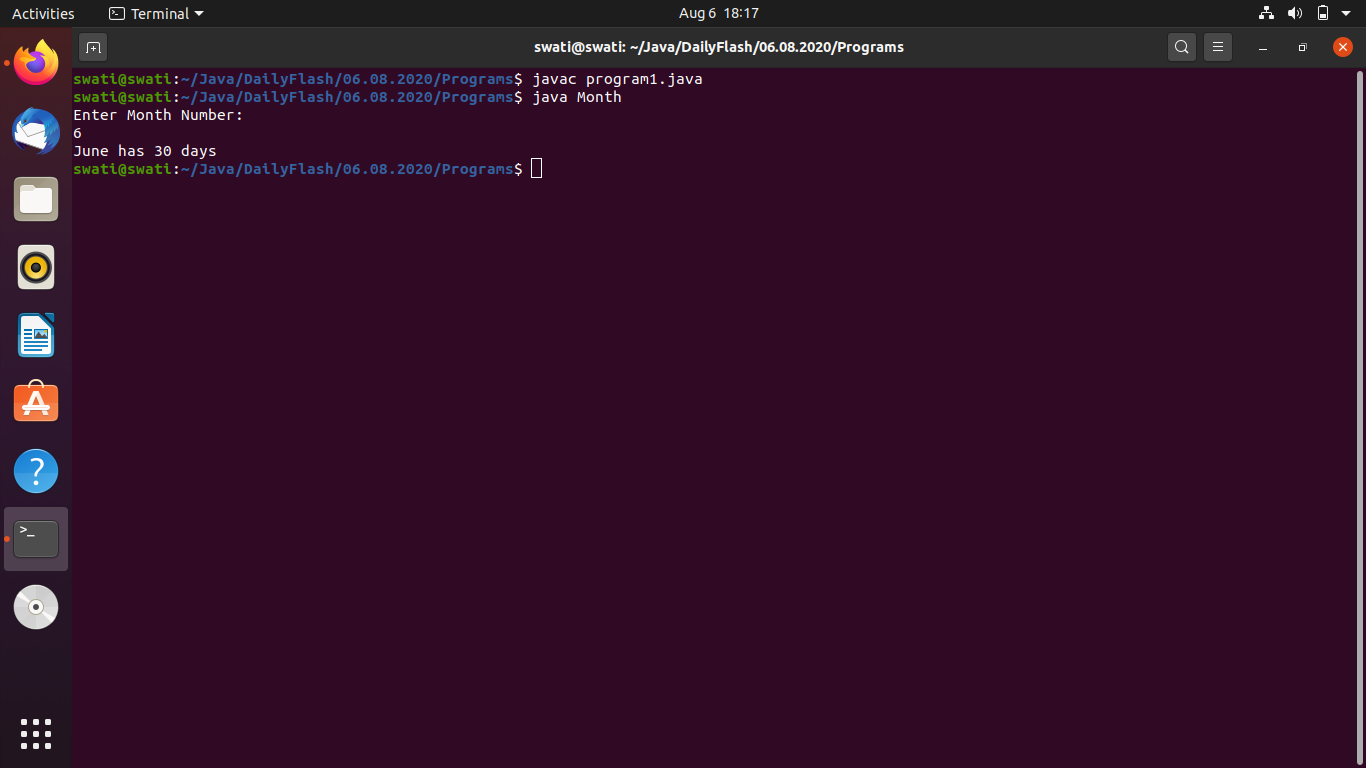 Activities Terminal Aug 6 18:17
swati@swati: ~/Java/DailyFlash/06.08.2020/Programs
swati@swati:~/Java/DailyFlash/06.08.2020/Programs$ javac program1.java
swati@swati:~/Java/DailyFlash/06.08.2020/Programs$ java Month
Enter Month Number:
6
June has 30 days
swati@swati:~/Java/DailyFlash/06.08.2020/Programs$